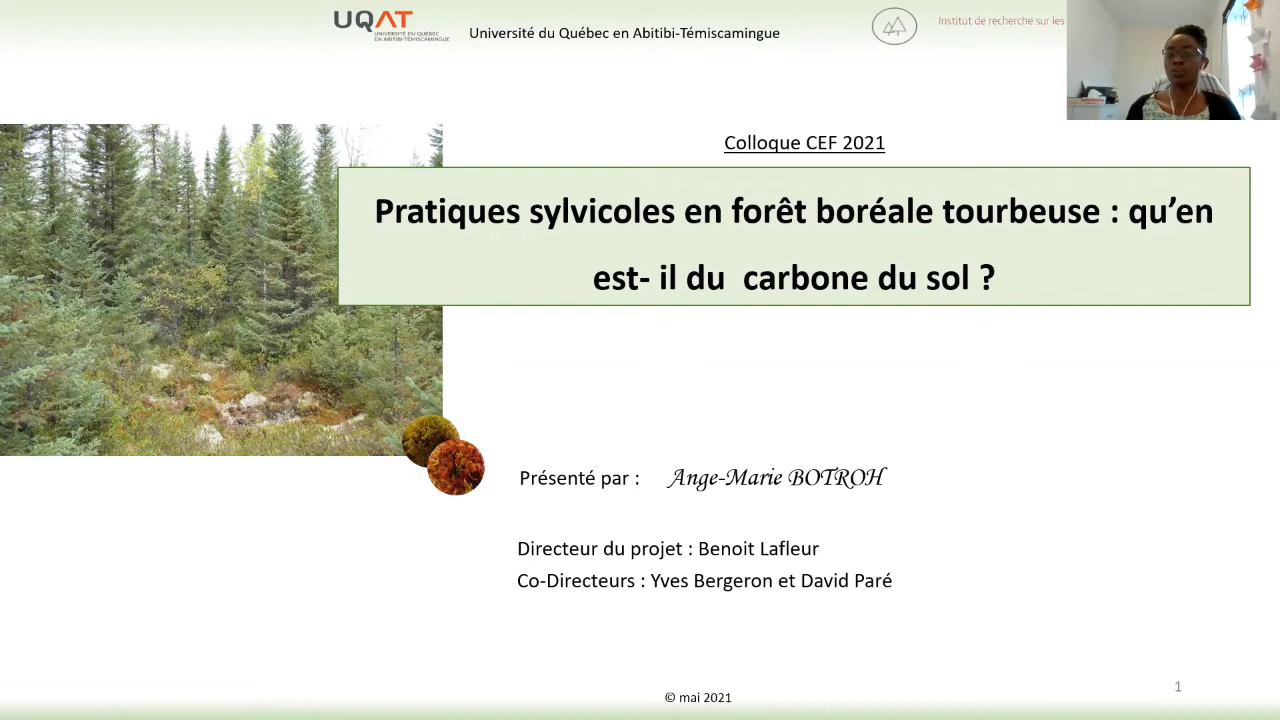 UQAT
UNIVERSITÉ DU QUÉBEC
EN ABITIBI-TÉMISCAMINGUE
Université du Québec en Abitibi-Témiscamingue
Institut de recherche sur les
Colloque CEF 2021
Pratiques sylvicoles en forêt boréale tourbeuse : qu’en
est- il du carbone du sol ?
Présenté par : Ange-Marie BOTROH
Directeur du projet : Benoit Lafleur
Co-Directeurs : Yves Bergeron et David Paré
1
© mai 2021